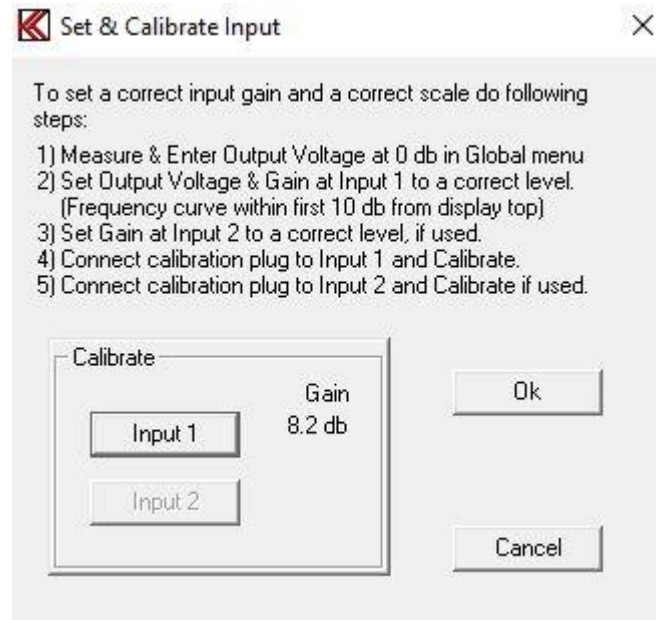 Set & Calibrate Input
To set a correct input gain and a correct scale do following
steps:
1) Measure & Enter Output Voltage at 0 db in Global menu
2) Set Output Voltage & Gain at Input 1 to a correct level.
(Frequency curve within first 10 db from display top)
3) Set Gain at Input 2 to a correct level, if used.
4) Connect calibration plug to Input 1 and Calibrate.
5) Connect calibration plug to Input 2 and Calibrate if used.
Calibrate
Gain
Input 1
8.2 db
Input 2
Ok
Cancel